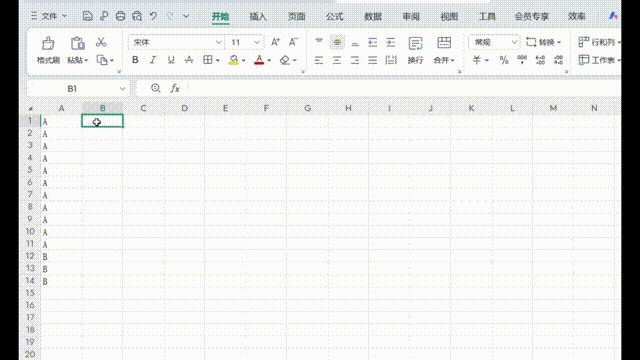 文件 开始 插入 页面 公式 数据 审阅 视图 工具 会员专享 效率
宋体 11 A⁺ A⁻ 常规 转换 行和列
格式刷 粘贴 B I U A A 换行 合并 ¥ % 工作表
B1 fx
A B C D E F G H I J K L M N
1 A
2 A
3 A
4 A
5 A
6 A
7 A
8 A
9 A
10 A
11 A
12 B
13 B
14 B
15
16
17
18
19
20